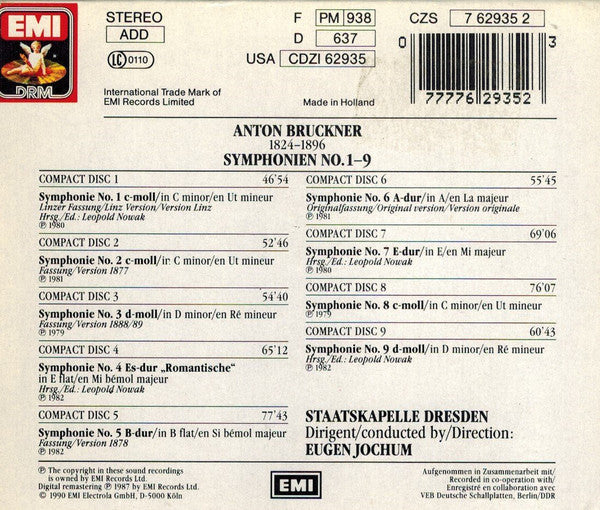 EMI
DRM
STEREO
ADD
LC 0110
F PM 938
D 637
USA CDZI 62935
CZS 7 62935 2
0 3
77776 29352
International Trade Mark of
EMI Records Limited
Made in Holland
ANTON BRUCKNER
1824–1896
SYMPHONIEN NO. 1–9
COMPACT DISC 1 46'54
Symphonie No. 1 c-moll/in C minor/en Ut mineur
Linzer Fassung/Linz Version/Version Linz
Hrsg./Ed.: Leopold Nowak
℗ 1980
COMPACT DISC 2 52'46
Symphonie No. 2 c-moll/in C minor/en Ut mineur
Fassung/Version 1877
℗ 1981
COMPACT DISC 3 54'40
Symphonie No. 3 d-moll/in D minor/en Ré mineur
Fassung/Version 1888/89
℗ 1979
COMPACT DISC 4 65'12
Symphonie No. 4 Es-dur „Romantische“
in E flat/en Mi bémol majeur
Hrsg./Ed.: Leopold Nowak
℗ 1982
COMPACT DISC 5 77'43
Symphonie No. 5 B-dur/in B flat/en Si bémol majeur
Fassung/Version 1878
℗ 1982
COMPACT DISC 6 55'45
Symphonie No. 6 A-dur/in A/en La majeur
Originalfassung/Original version/Version originale
℗ 1981
COMPACT DISC 7 69'06
Symphonie No. 7 E-dur/in E/en Mi majeur
Hrsg./Ed.: Leopold Nowak
℗ 1980
COMPACT DISC 8 76'07
Symphonie No. 8 c-moll/in C minor/en Ut mineur
℗ 1979
COMPACT DISC 9 60'43
Symphonie No. 9 d-moll/in D minor/en Ré mineur
Hrsg./Ed.: Leopold Nowak
℗ 1982
STAATSKAPELLE DRESDEN
Dirigent/conducted by/Direction:
EUGEN JOCHUM
℗ The copyright in these sound recordings
is owned by EMI Records Ltd.
Digital remastering ℗ 1987 by EMI Records Ltd.
© 1990 EMI Electrola GmbH, D-5000 Köln
EMI
Aufgenommen in Zusammenarbeit mit/
Recorded in co-operation with/
Enregistré en collaboration avec
VEB Deutsche Schallplatten, Berlin/DDR